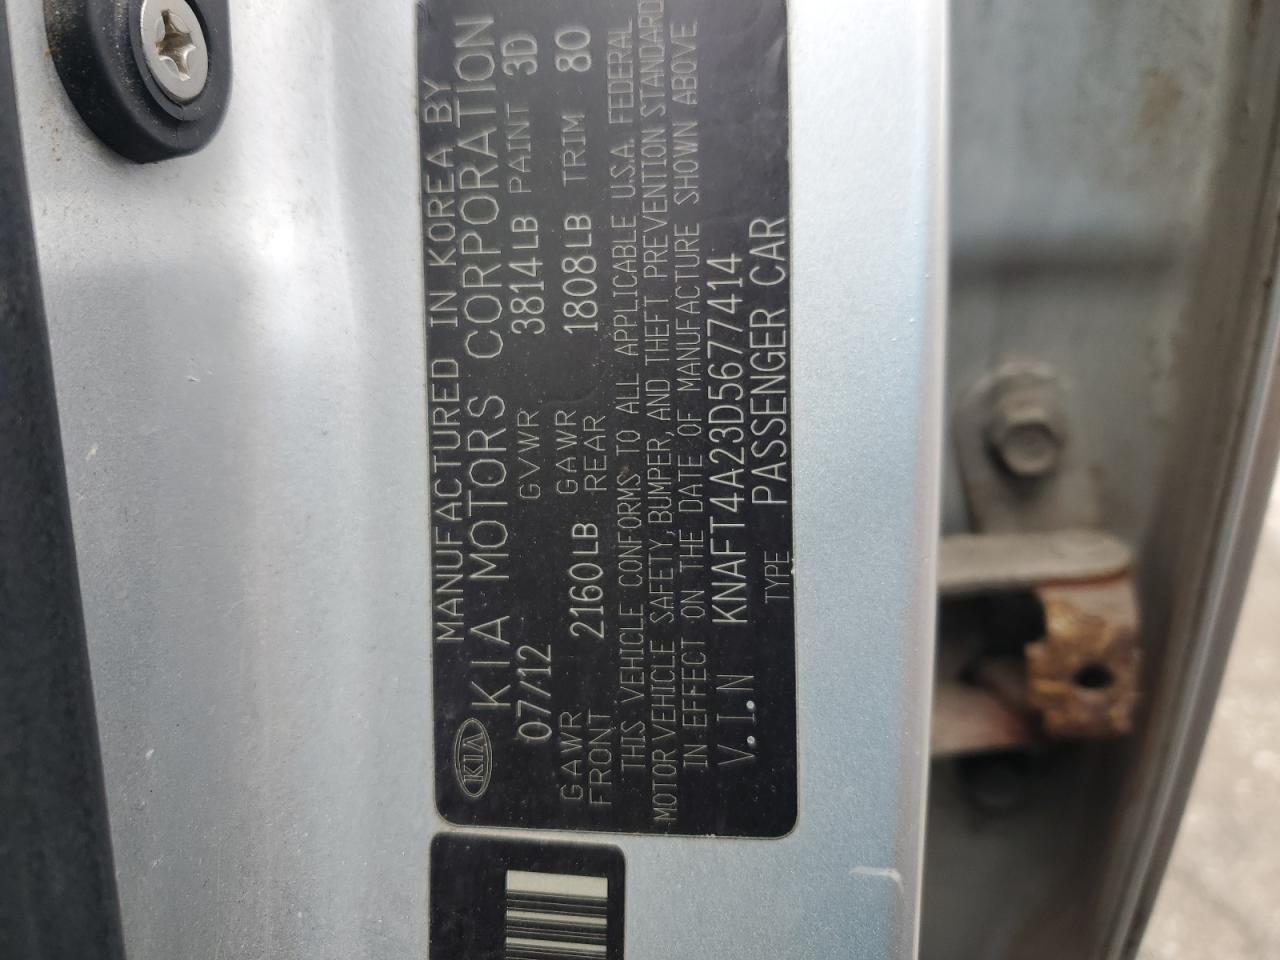 MANUFACTURED IN KOREA BY
KIA KIA MOTORS CORPORATION
07/12 GVWR 3814LB PAINT 3D
GAWR FRONT 2160LB GAWR REAR 1808LB TRIM 80
THIS VEHICLE CONFORMS TO ALL APPLICABLE U.S.A. FEDERAL
MOTOR VEHICLE SAFETY, BUMPER, AND THEFT PREVENTION STANDARD
IN EFFECT ON THE DATE OF MANUFACTURE SHOWN ABOVE
V.I.N KNAFT4A23D5677414
TYPE PASSENGER CAR